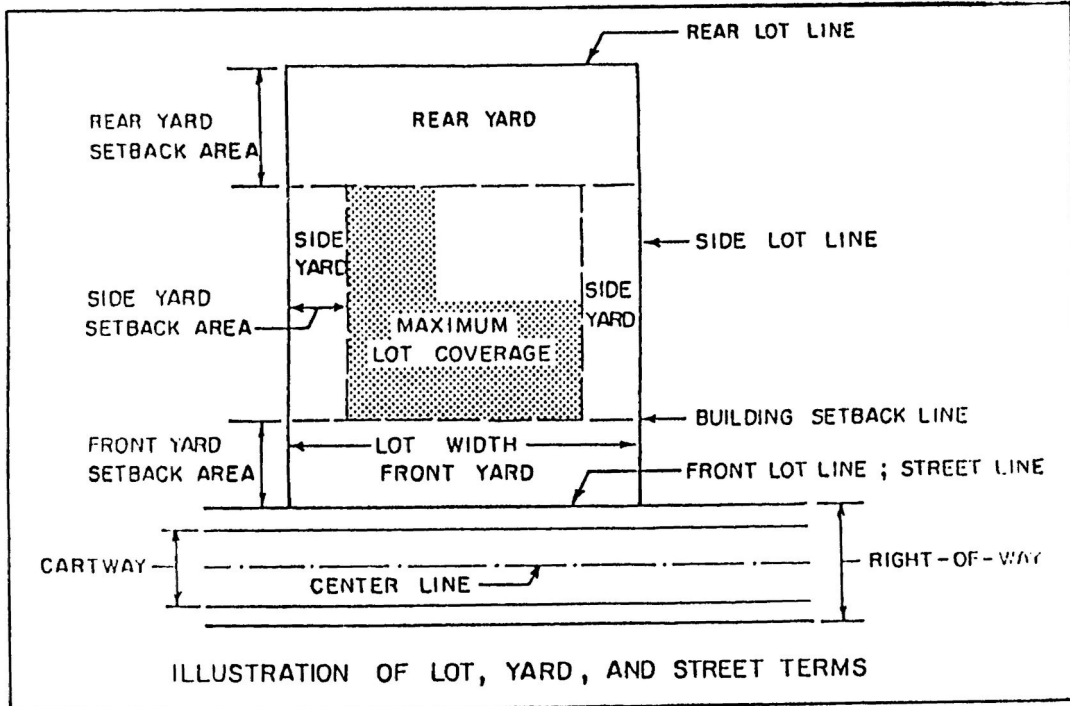 REAR LOT LINE
REAR YARD
SETBACK AREA
REAR YARD
SIDE
YARD
SIDE LOT LINE
SIDE YARD
SETBACK AREA
SIDE
YARD
MAXIMUM
LOT COVERAGE
BUILDING SETBACK LINE
FRONT YARD
SETBACK AREA
LOT WIDTH
FRONT YARD
FRONT LOT LINE ; STREET LINE
CARTWAY
CENTER LINE
RIGHT-OF-WAY
ILLUSTRATION OF LOT, YARD, AND STREET TERMS